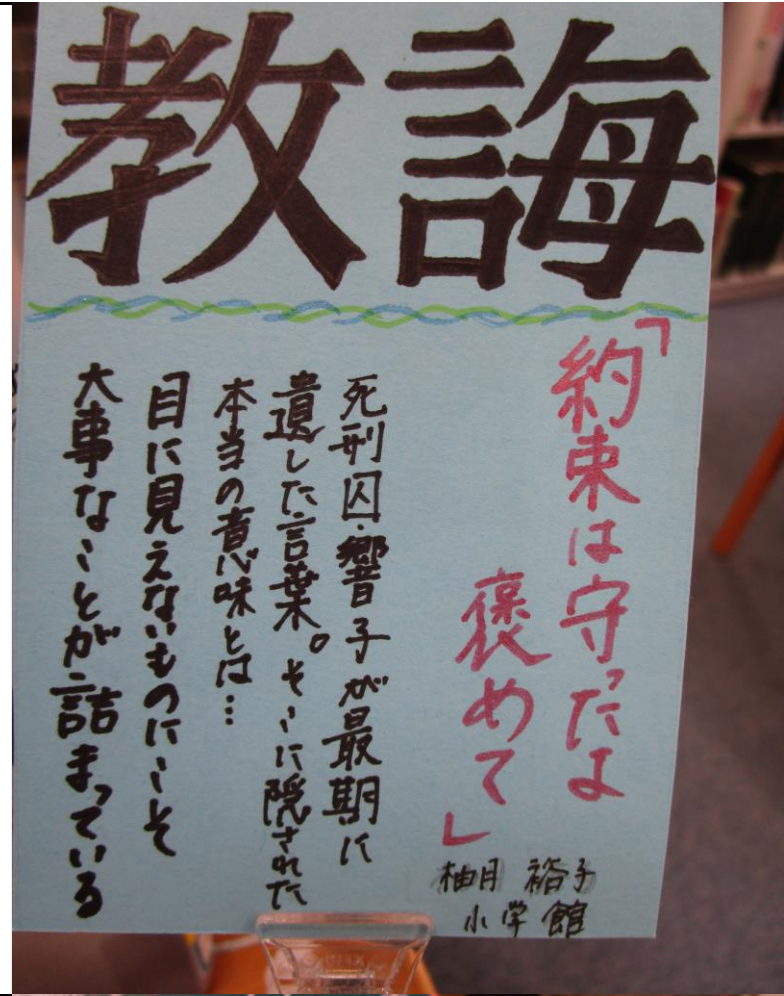 教誨
「約束は守ったよ
褒めて」
柚月 裕子
小学館
死刑囚・響子が最期に
遺した言葉。そこに隠された
本当の意味とは…
目に見えないものにこそ
大事なことが詰まっている